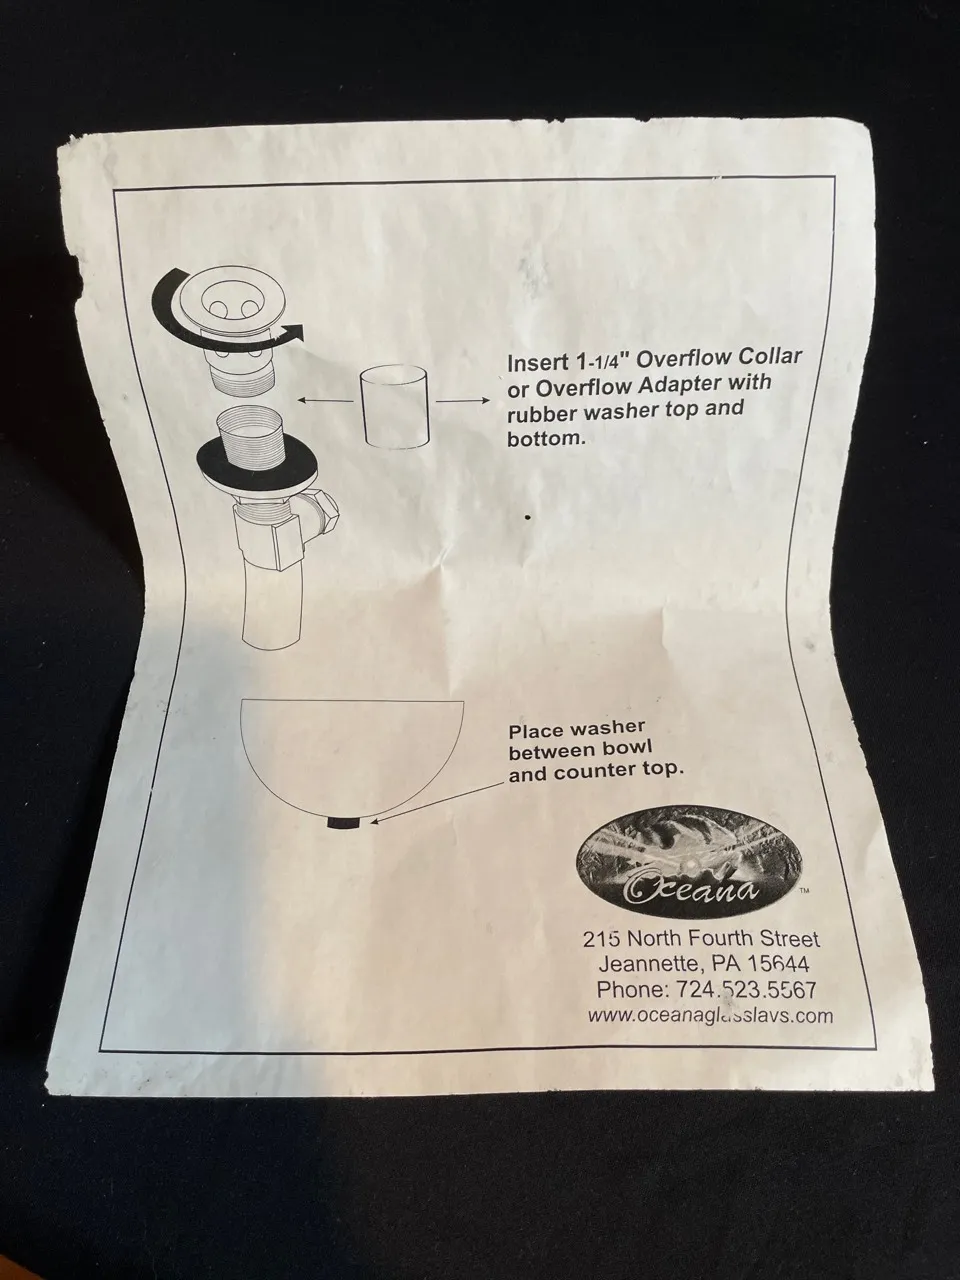 Insert 1-1/4" Overflow Collar
or Overflow Adapter with
rubber washer top and
bottom.
Place washer
between bowl
and counter top.
Oceana
TM
215 North Fourth Street
Jeannette, PA 15644
Phone: 724.523.5567
www.oceanaglasslavs.com